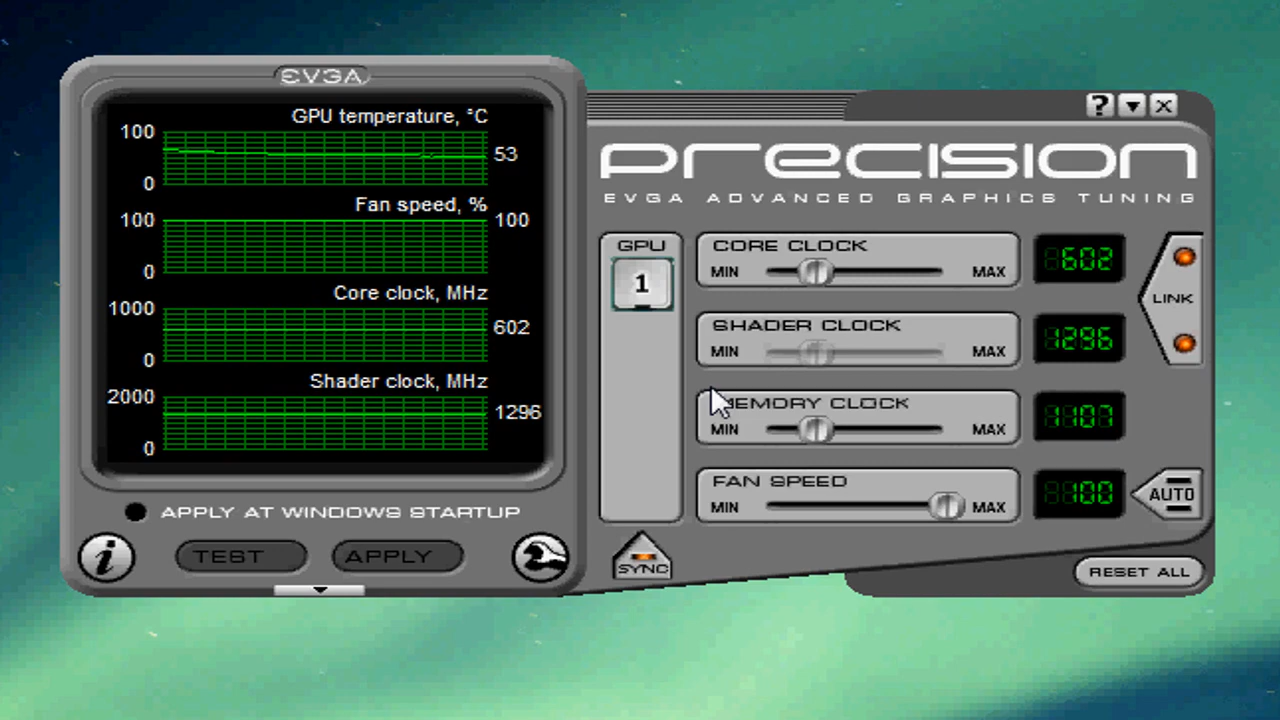 EVGA
GPU temperature, °C
100
53
0
Fan speed, %
100
100
0
Core clock, MHz
1000
602
0
Shader clock, MHz
2000
1296
0
APPLY AT WINDOWS STARTUP
i
TEST
APPLY
?
precision
EVGA ADVANCED GRAPHICS TUNING
GPU
1
CORE CLOCK
MIN
MAX
602
SHADER CLOCK
MIN
MAX
1296
LINK
MEMORY CLOCK
MIN
MAX
1107
FAN SPEED
MIN
MAX
100
AUTO
SYNC
RESET ALL